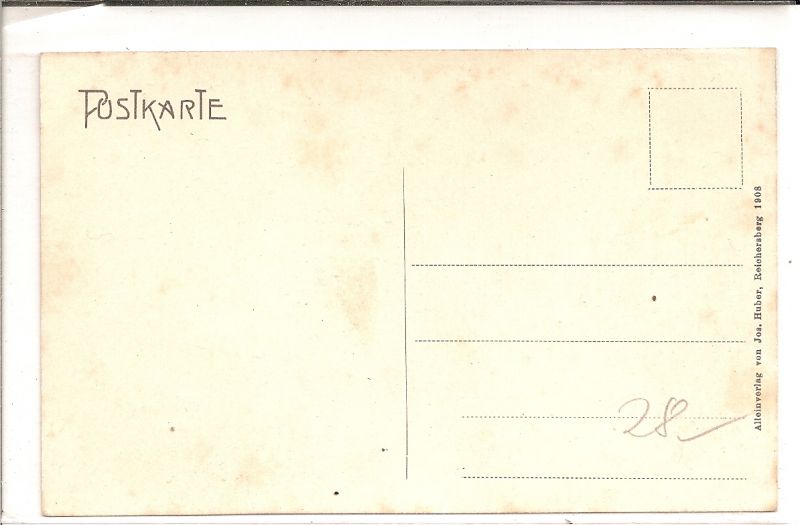 POSTKARTE
Alleinverlag von Jos. Huber, Reichersberg 1908
28.-